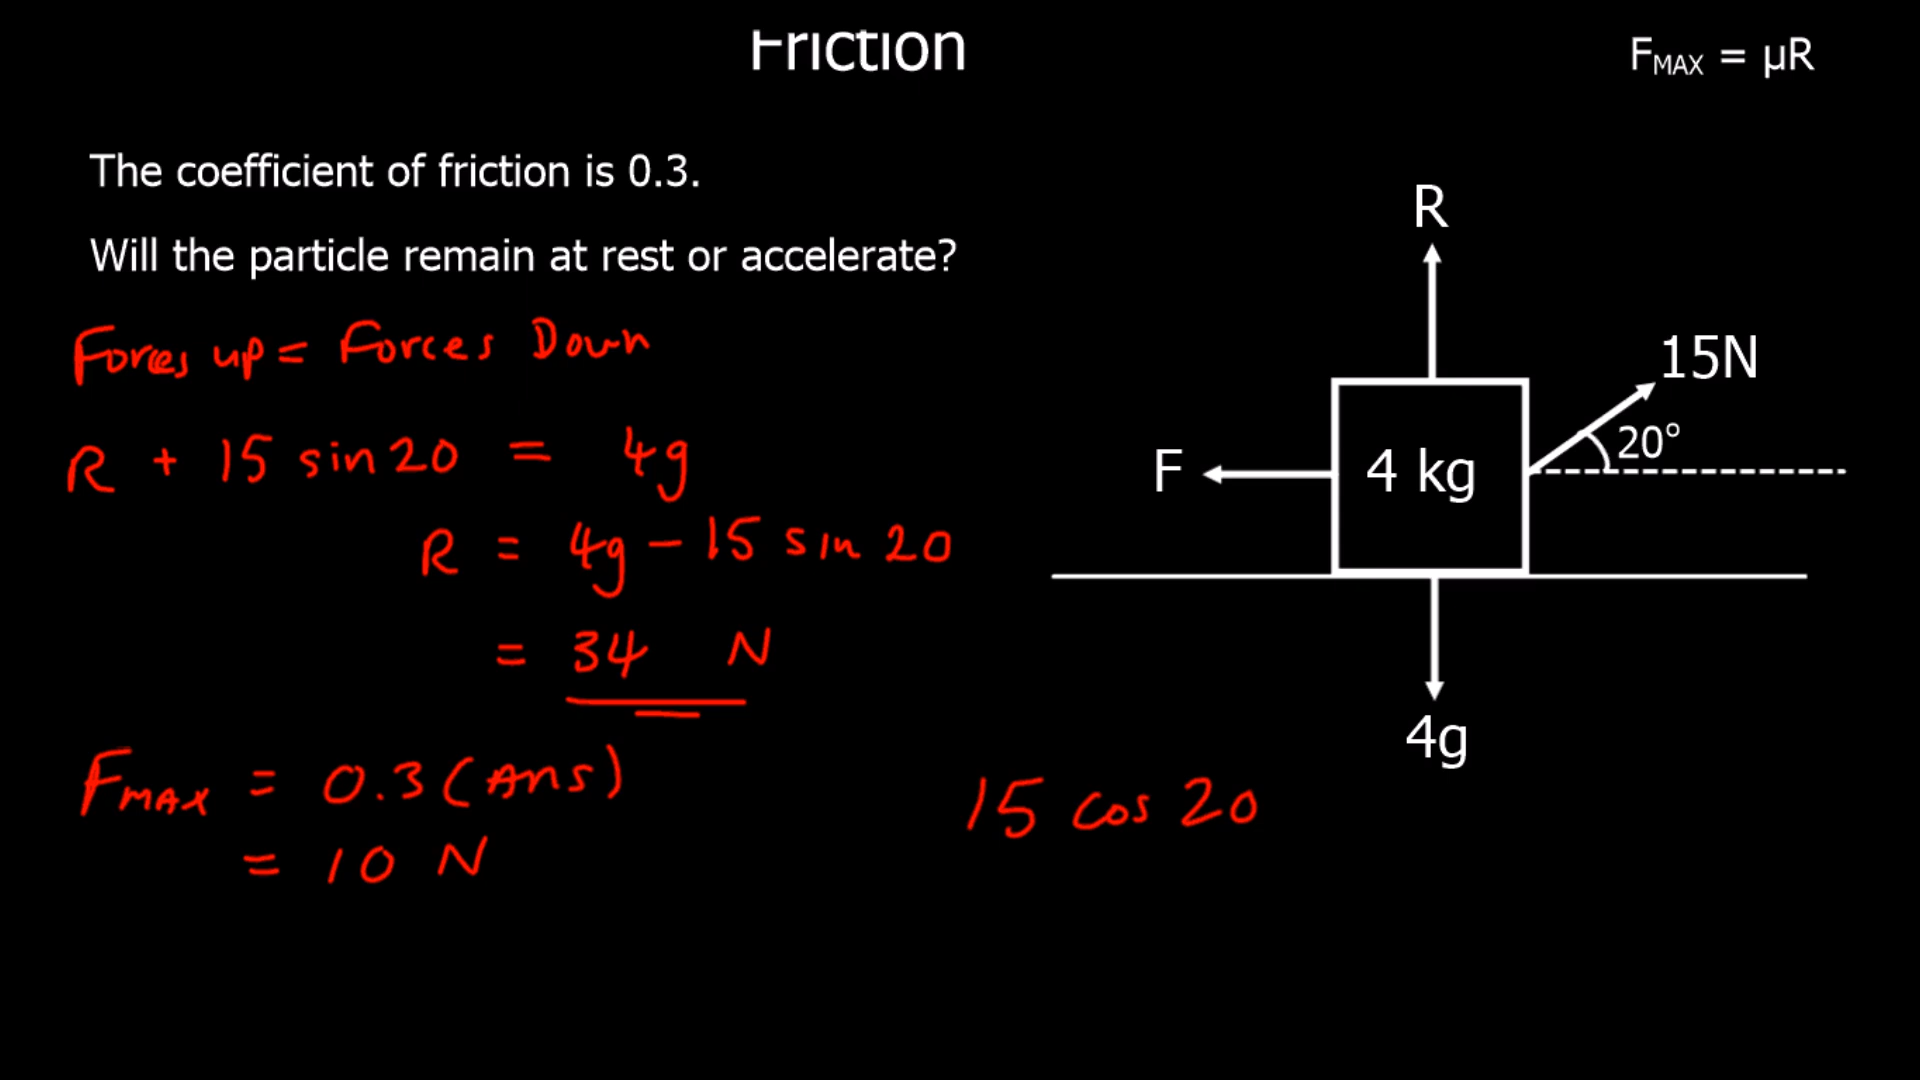 Friction
F_MAX = μR
The coefficient of friction is 0.3.
Will the particle remain at rest or accelerate?
Forces up = Forces Down
R + 15 sin 20 = 4g
R = 4g - 15 sin 20
= 34 N
F_MAX = 0.3 (Ans)
= 10 N
15 cos 20
R
15N
20°
F
4 kg
4g